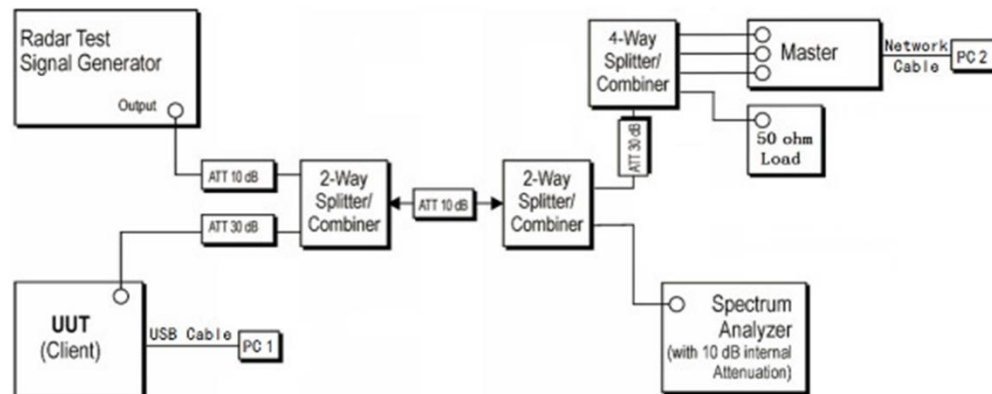 Radar Test
Signal Generator
Output
ATT 10 dB
ATT 30 dB
2-Way
Splitter/
Combiner
ATT 10 dB
2-Way
Splitter/
Combiner
4-Way
Splitter/
Combiner
ATT 30 dB
Master
Network
Cable
PC 2
50 ohm
Load
UUT
(Client)
USB Cable
PC 1
Spectrum
Analyzer
(with 10 dB internal
Attenuation)